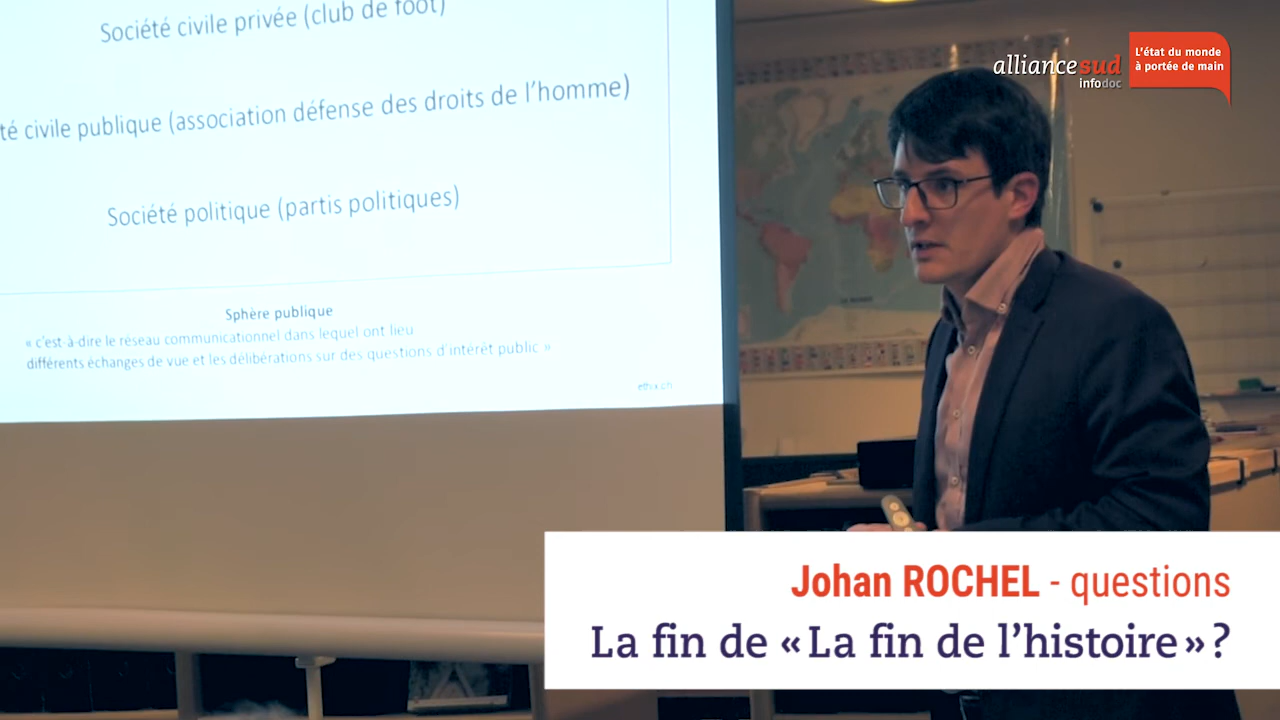 Société civile privée (club de foot)
té civile publique (association défense des droits de l'homme)
Société politique (partis politiques)
Sphère publique
« c'est-à-dire le réseau communicationnel dans lequel ont lieu
différents échanges de vue et les délibérations sur des questions d'intérêt public »
ethix.ch
alliancesud
infodoc
L'état du monde
à portée de main
Johan ROCHEL - questions
La fin de « La fin de l'histoire » ?